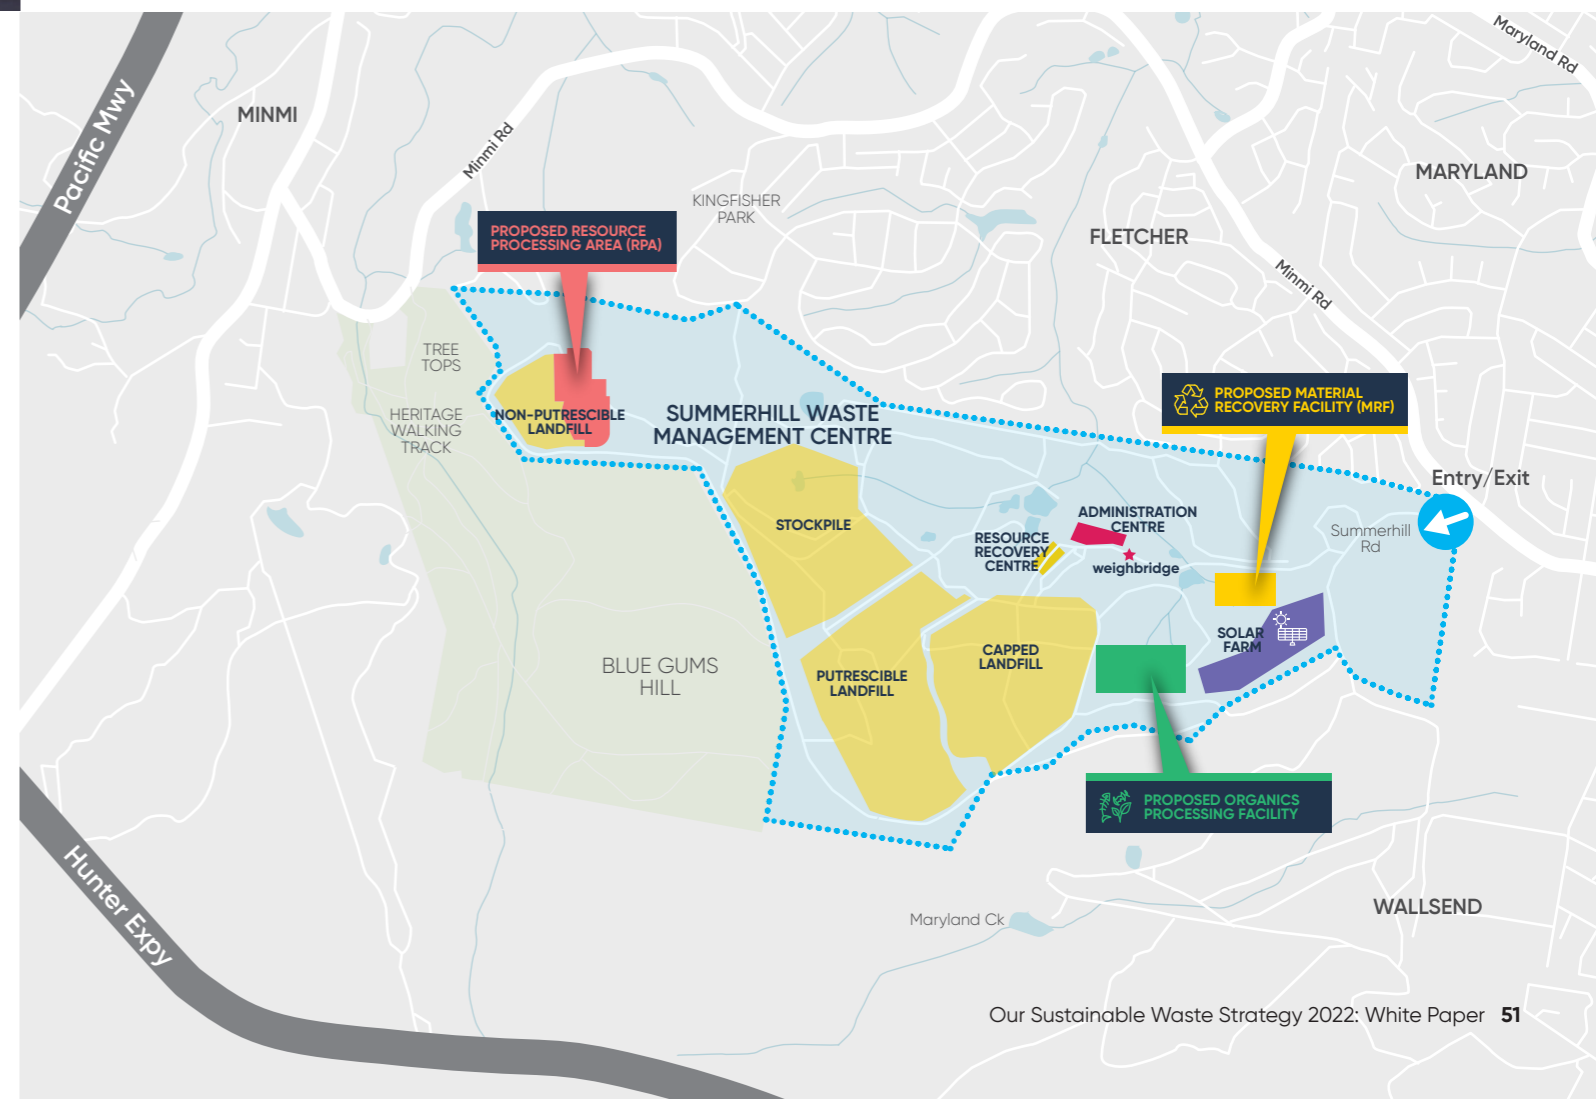 Maryland Rd
Pacific Mwy
MINMI
Minmi Rd
MARYLAND
KINGFISHER
PARK
FLETCHER
PROPOSED RESOURCE
PROCESSING AREA (RPA)
Minmi Rd
TREE
TOPS
HERITAGE
WALKING
TRACK
NON-PUTRESCIBLE
LANDFILL
SUMMERHILL WASTE
MANAGEMENT CENTRE
PROPOSED MATERIAL
RECOVERY FACILITY (MRF)
Entry/Exit
Summerhill
Rd
STOCKPILE
ADMINISTRATION
CENTRE
RESOURCE
RECOVERY
CENTRE
weighbridge
SOLAR
FARM
CAPPED
LANDFILL
PUTRESCIBLE
LANDFILL
BLUE GUMS
HILL
PROPOSED ORGANICS
PROCESSING FACILITY
Hunter Expy
Maryland Ck
WALLSEND
Our Sustainable Waste Strategy 2022: White Paper 51